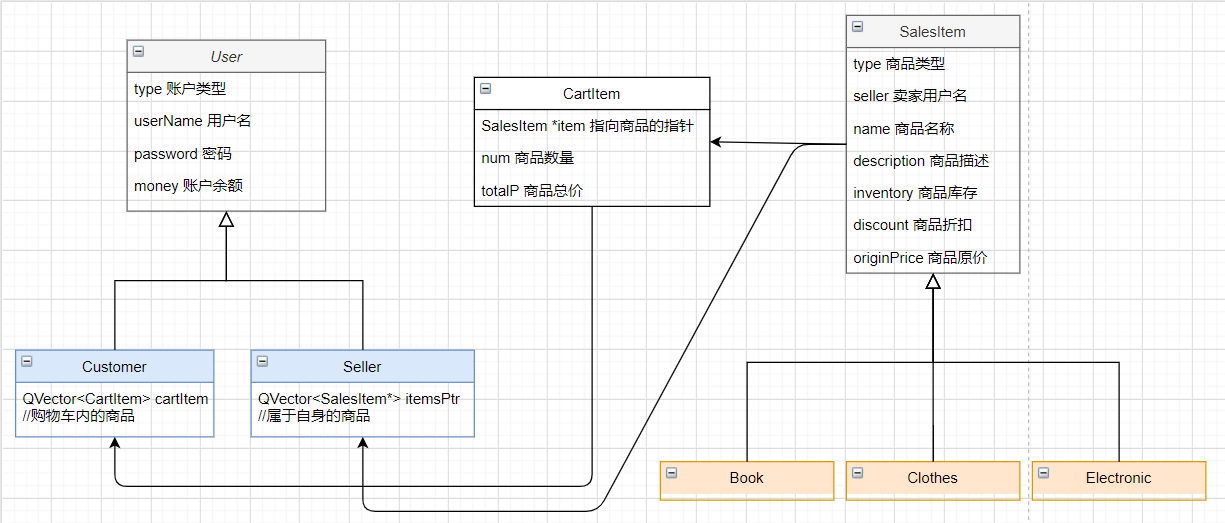 User
type 账户类型
userName 用户名
password 密码
money 账户余额
CartItem
SalesItem *item 指向商品的指针
num 商品数量
totalP 商品总价
SalesItem
type 商品类型
seller 卖家用户名
name 商品名称
description 商品描述
inventory 商品库存
discount 商品折扣
originPrice 商品原价
Customer
QVector<CartItem> cartItem
//购物车内的商品
Seller
QVector<SalesItem*> itemsPtr
//属于自身的商品
Book
Clothes
Electronic